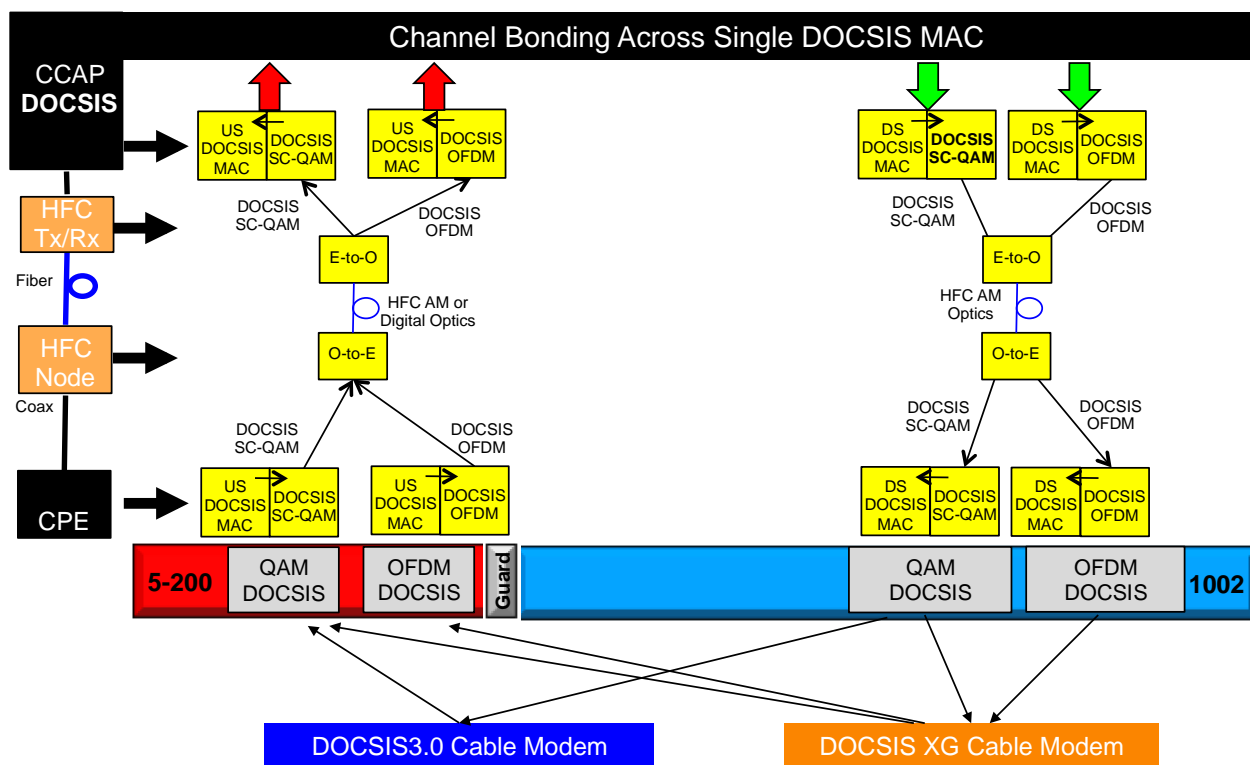 Channel Bonding Across Single DOCSIS MAC
CCAP
DOCSIS
US
DOCSIS
MAC
DOCSIS
SC-QAM
US
DOCSIS
MAC
DOCSIS
OFDM
DS
DOCSIS
MAC
DOCSIS
SC-QAM
DS
DOCSIS
MAC
DOCSIS
OFDM
HFC
Tx/Rx
DOCSIS
SC-QAM
DOCSIS
OFDM
DOCSIS
SC-QAM
DOCSIS
OFDM
E-to-O
E-to-O
Fiber
HFC AM or
Digital Optics
HFC AM
Optics
HFC
Node
O-to-E
O-to-E
Coax
DOCSIS
SC-QAM
DOCSIS
OFDM
DOCSIS
SC-QAM
DOCSIS
OFDM
CPE
US
DOCSIS
MAC
DOCSIS
SC-QAM
US
DOCSIS
MAC
DOCSIS
OFDM
DS
DOCSIS
MAC
DOCSIS
SC-QAM
DS
DOCSIS
MAC
DOCSIS
OFDM
5-200
QAM
DOCSIS
OFDM
DOCSIS
Guard
QAM
DOCSIS
OFDM
DOCSIS
1002
DOCSIS3.0 Cable Modem
DOCSIS XG Cable Modem